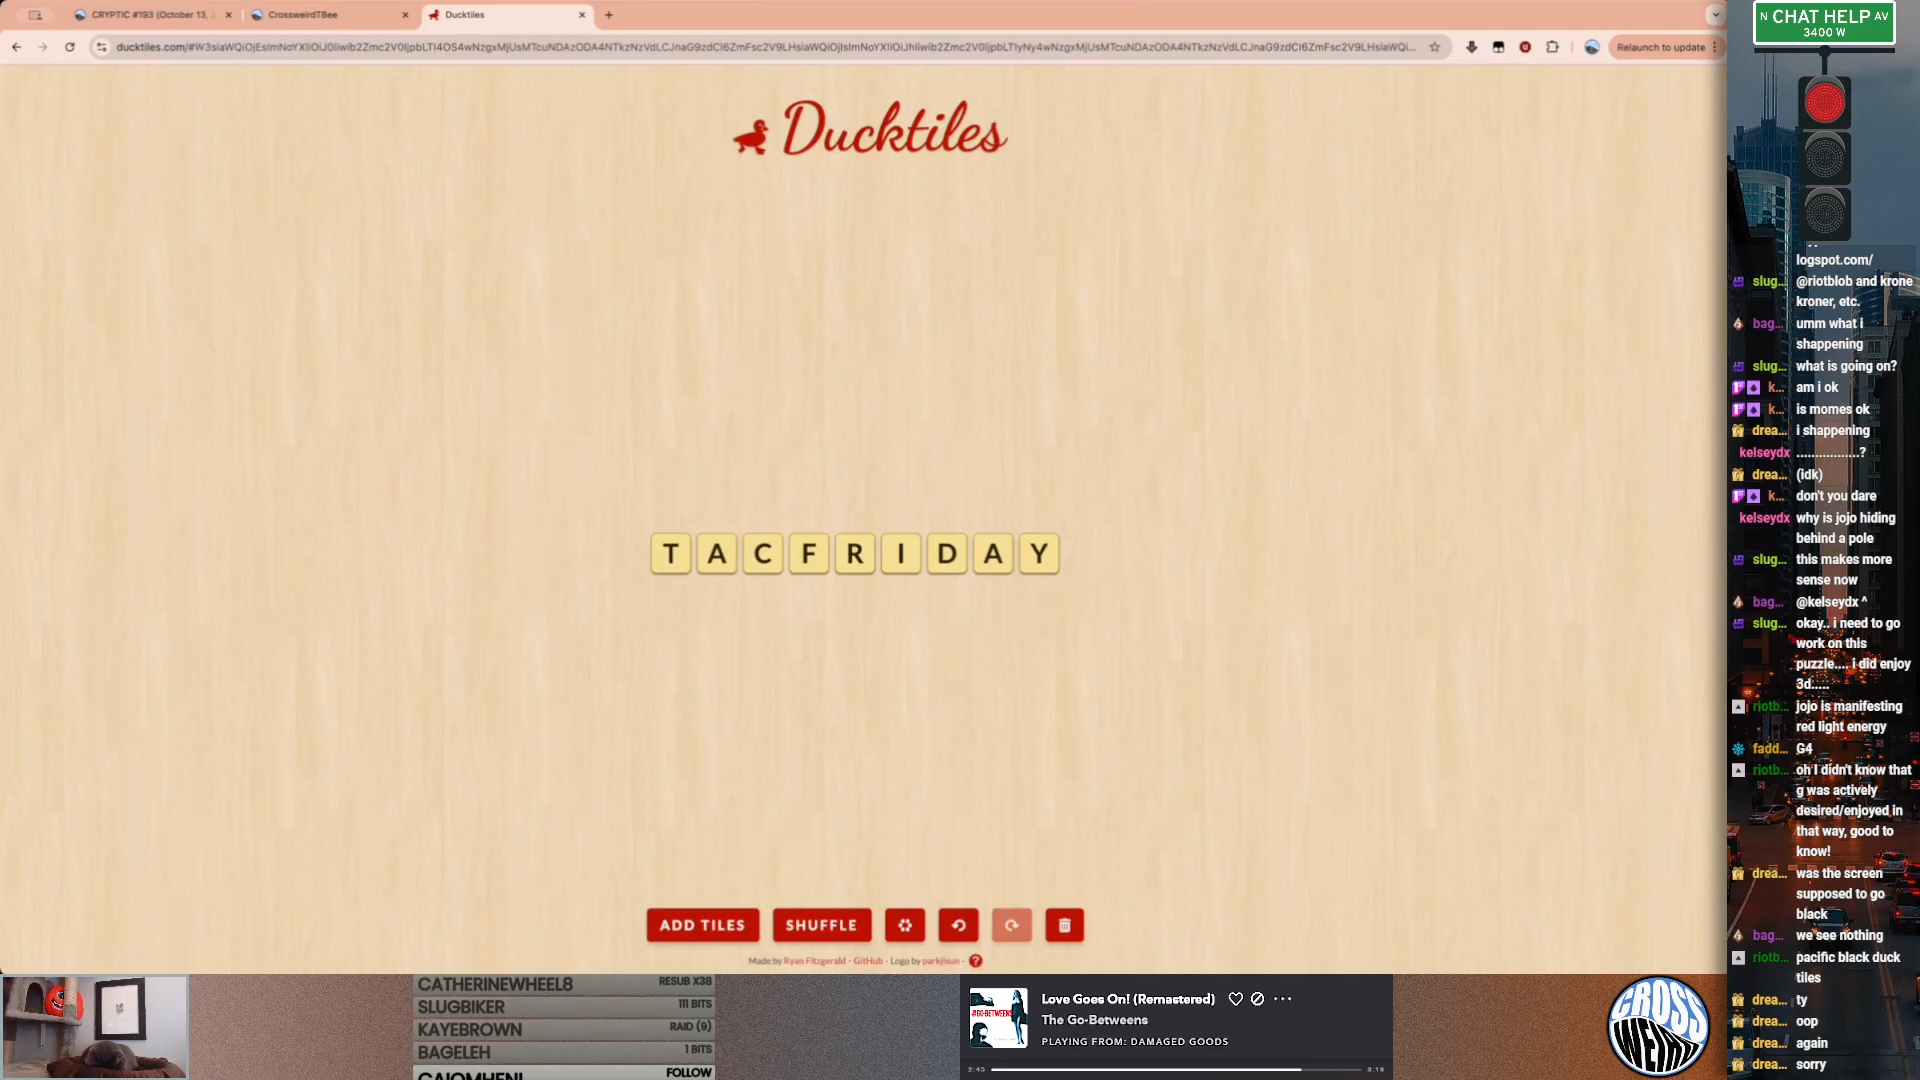 CRYPTIC #193 (October 13,
CrossweirdTBee
Ducktiles
Relaunch to update
Ducktiles
T A C F R I D A Y
ADD TILES
SHUFFLE
Made by Ryan Fitzgerald · GitHub · Logo by parkjisun ·
N CHAT HELP AV
3400 W
logspot.com/
slug... @riotblob and krone
kroner, etc.
bag... umm what i
shappening
slug... what is going on?
k... am i ok
k... is momes ok
drea... i shappening
kelseydx .................?
drea... (idk)
k... don't you dare
kelseydx why is jojo hiding
behind a pole
slug... this makes more
sense now
bag... @kelseydx ^
slug... okay.. i need to go
work on this
puzzle.... i did enjoy
3d.....
riotb... jojo is manifesting
red light energy
fadd... G4
riotb... oh I didn't know that
g was actively
desired/enjoyed in
that way, good to
know!
drea... was the screen
supposed to go
black
bag... we see nothing
riotb... pacific black duck
tiles
drea... ty
drea... oop
drea... again
drea... sorry
CATHERINEWHEEL8 RESUB X38
SLUGBIKER 111 BITS
KAYEBROWN RAID (9)
BAGELEH 1 BITS
CAIOMHENI FOLLOW
Love Goes On! (Remastered)
The Go-Betweens
PLAYING FROM: DAMAGED GOODS
2:45
3:18
CROSS
WEIRD